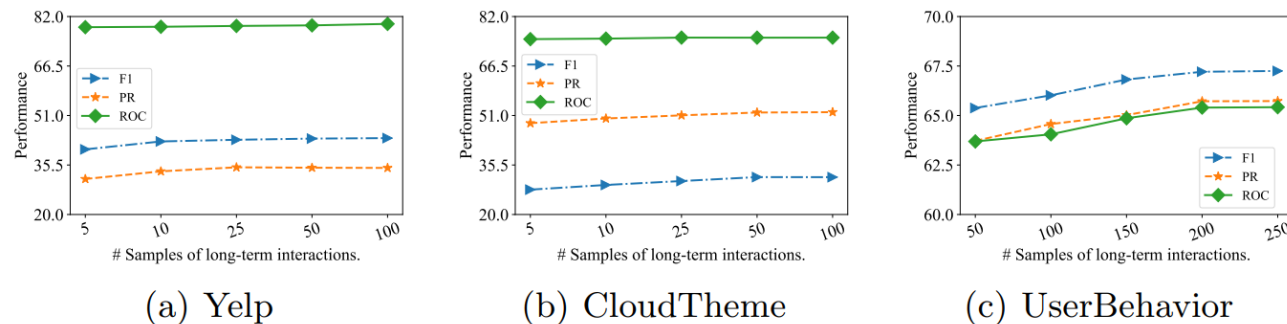 82.0
66.5
51.0
35.5
20.0
Performance
F1
PR
ROC
5 10 25 50 100
# Samples of long-term interactions.
(a) Yelp
82.0
66.5
51.0
35.5
20.0
Performance
F1
PR
ROC
5 10 25 50 100
# Samples of long-term interactions.
(b) CloudTheme
70.0
67.5
65.0
62.5
60.0
Performance
F1
PR
ROC
50 100 150 200 250
# Samples of long-term interactions.
(c) UserBehavior